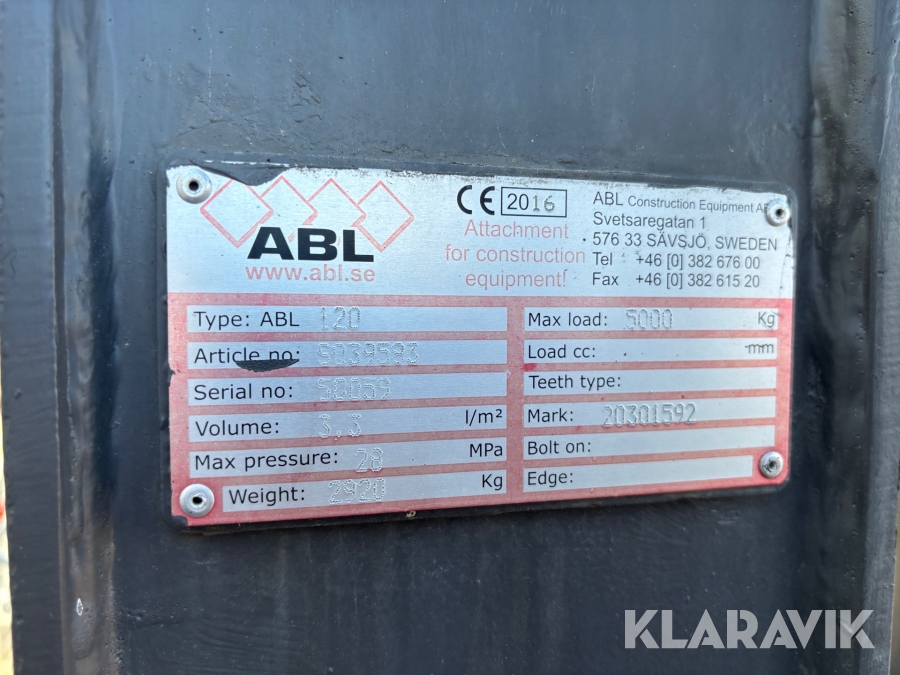 ABL
www.abl.se
CE 2016
Attachment
for construction
equipment!
ABL Construction Equipment AB
Svetsaregatan 1
576 33 SÄVSJÖ, SWEDEN
Tel +46 [0] 382 676 00
Fax +46 [0] 382 615 20
Type: ABL 120
Article no: 9039593
Serial no: 50059
Volume: 3,3 l/m²
Max pressure: 28 MPa
Weight: 2920 Kg
Max load: 5000 Kg
Load cc: mm
Teeth type:
Mark: 20301592
Bolt on:
Edge:
KLARAVIK